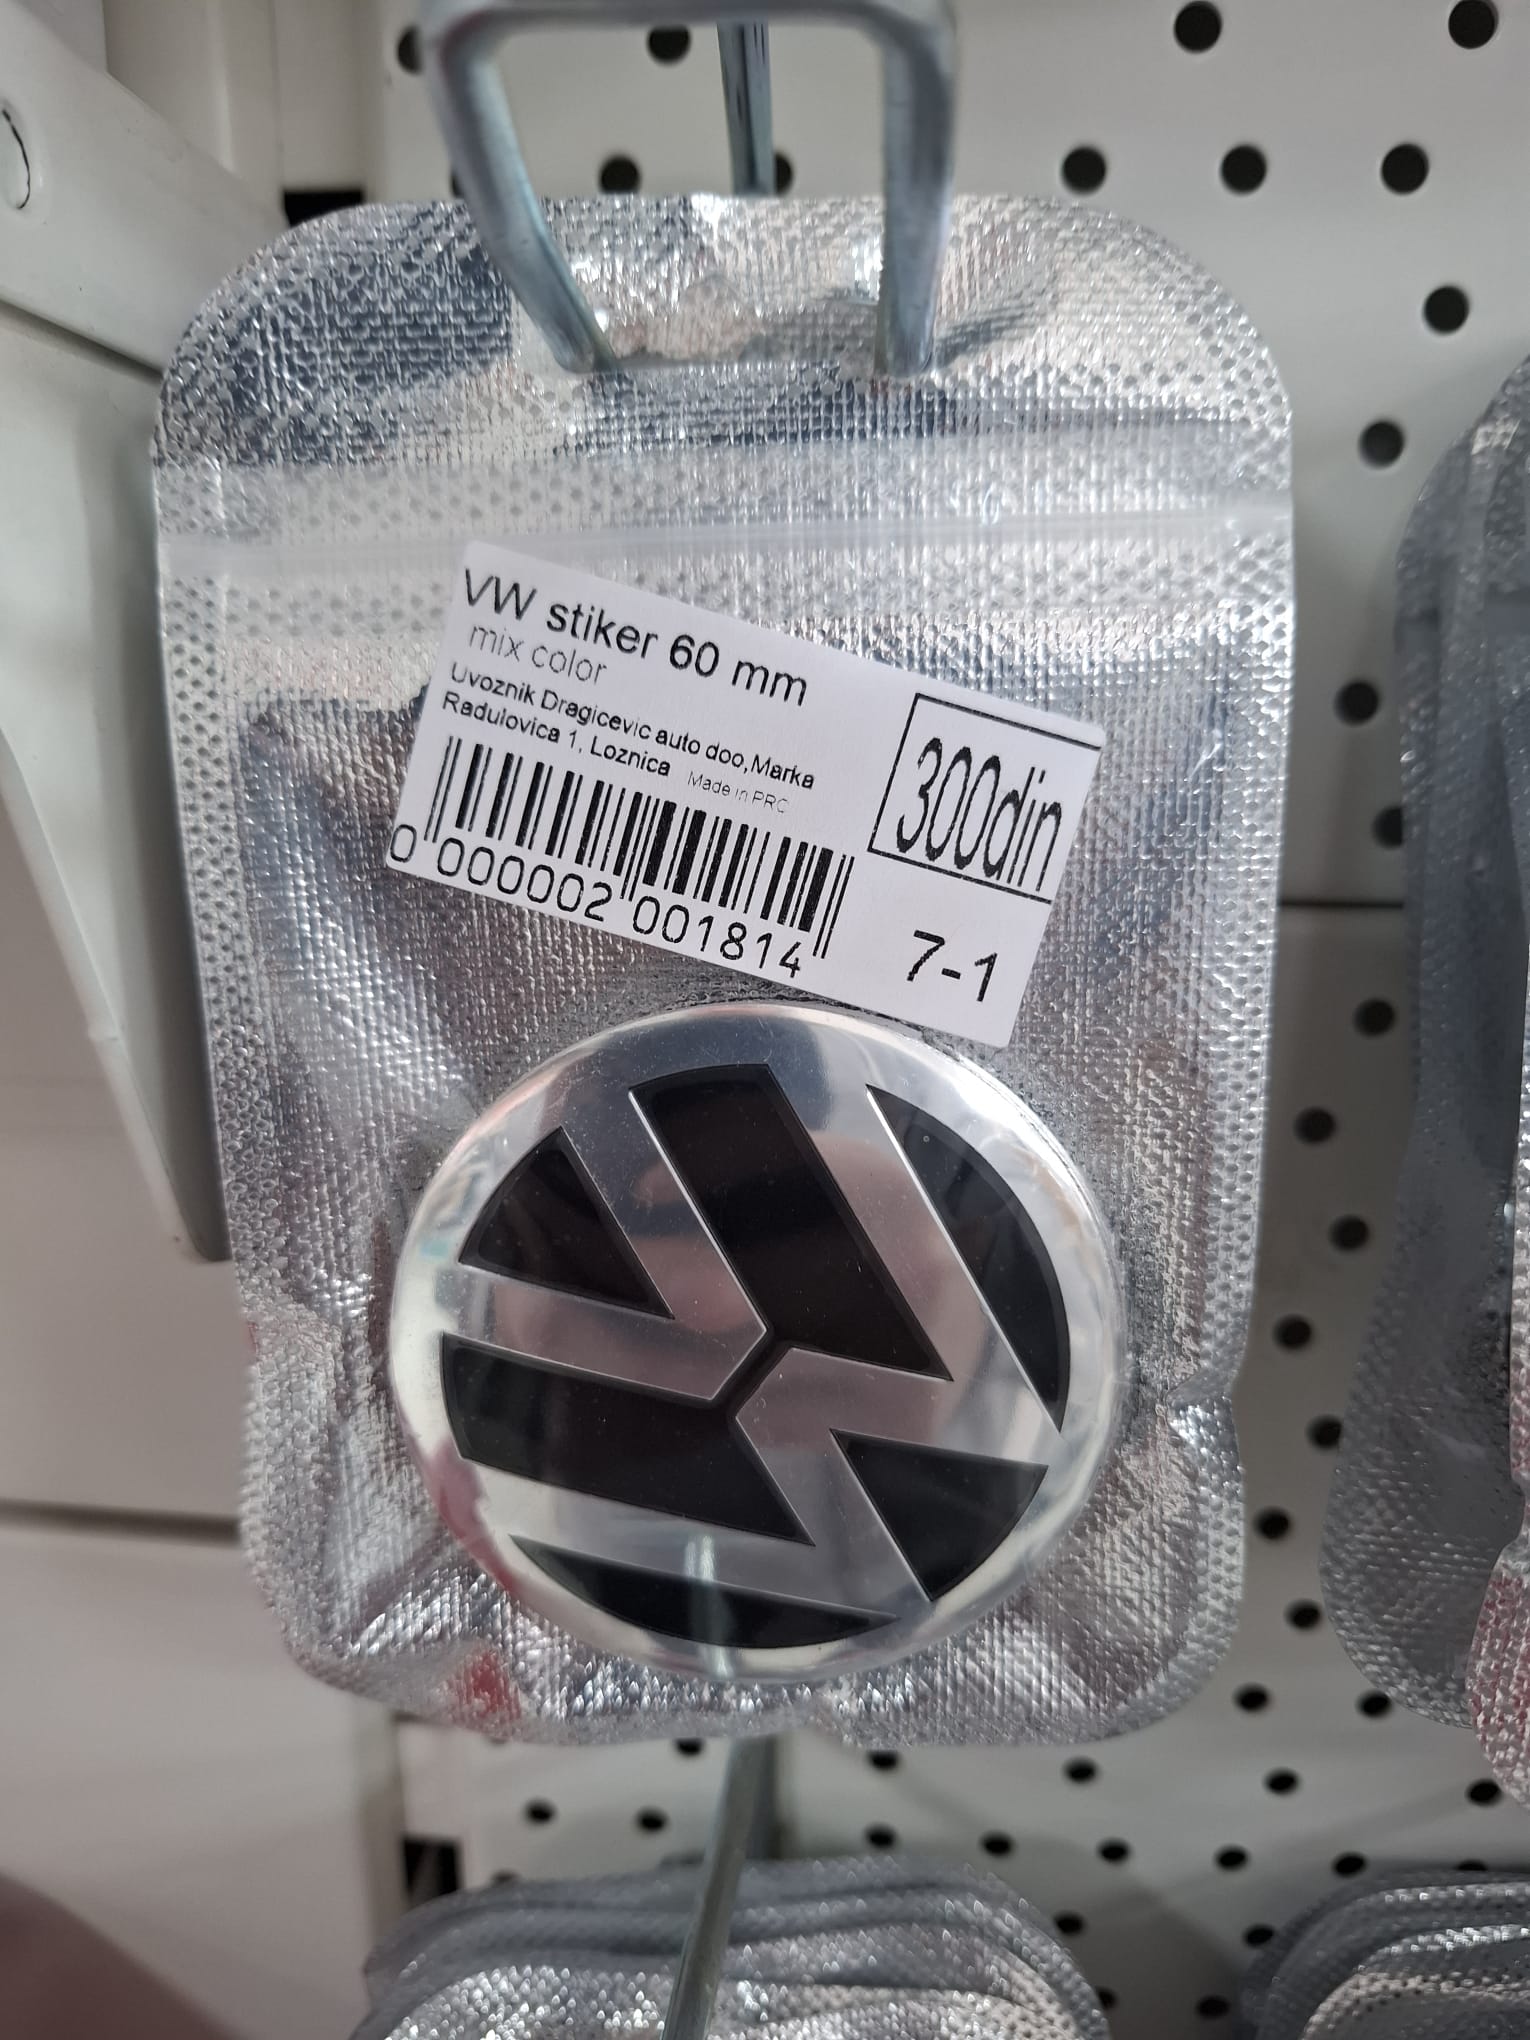 VW stiker 60 mm
mix color
Uvoznik Dragicevic auto doo,Marka
Radulovica 1, Loznica Made in PRC
300din
0 000002 001814
7-1